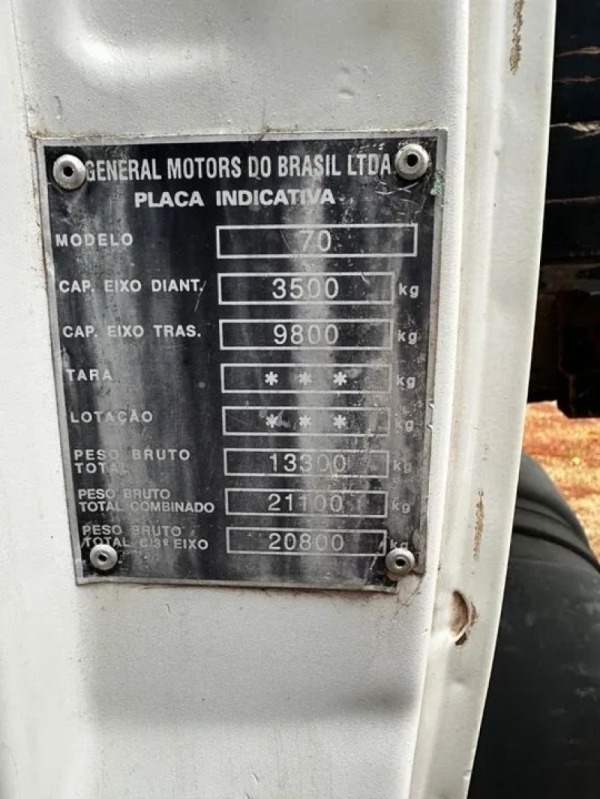 GENERAL MOTORS DO BRASIL LTDA
PLACA INDICATIVA
MODELO 70
CAP. EIXO DIANT. 3500 kg
CAP. EIXO TRAS. 9800 kg
TARA * * * kg
LOTAÇÃO * * * kg
PESO BRUTO
TOTAL 13300 kg
PESO BRUTO
TOTAL COMBINADO 21100 kg
PESO BRUTO
TOTAL C/3º EIXO 20800 kg